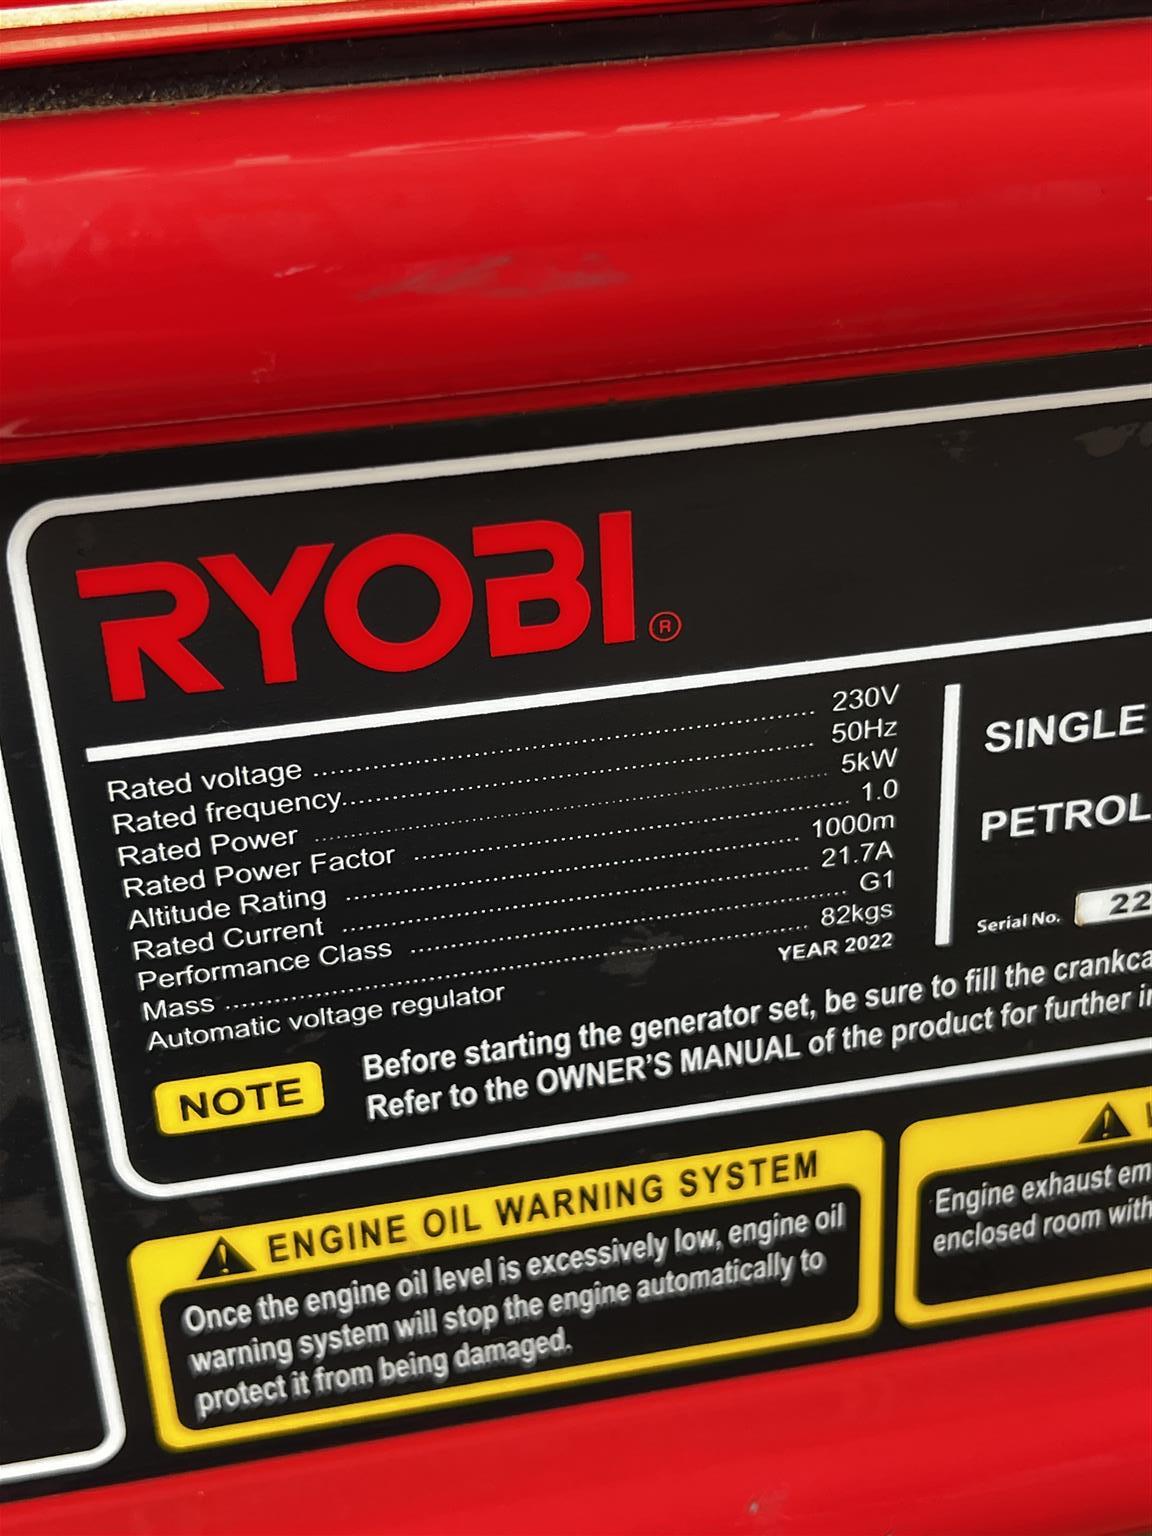 RYOBI®
Rated voltage ........ 230V
Rated frequency........ 50Hz
Rated Power ........ 5kW
Rated Power Factor ........ 1.0
Altitude Rating ........ 1000m
Rated Current ........ 21.7A
Performance Class ........ G1
Mass ........ 82kgs
Automatic voltage regulator
YEAR 2022
SINGLE
PETROL
Serial No. 22
NOTE
Before starting the generator set, be sure to fill the crankca
Refer to the OWNER'S MANUAL of the product for further in
⚠ ENGINE OIL WARNING SYSTEM
Once the engine oil level is excessively low, engine oil
warning system will stop the engine automatically to
protect it from being damaged.
Engine exhaust em
enclosed room with